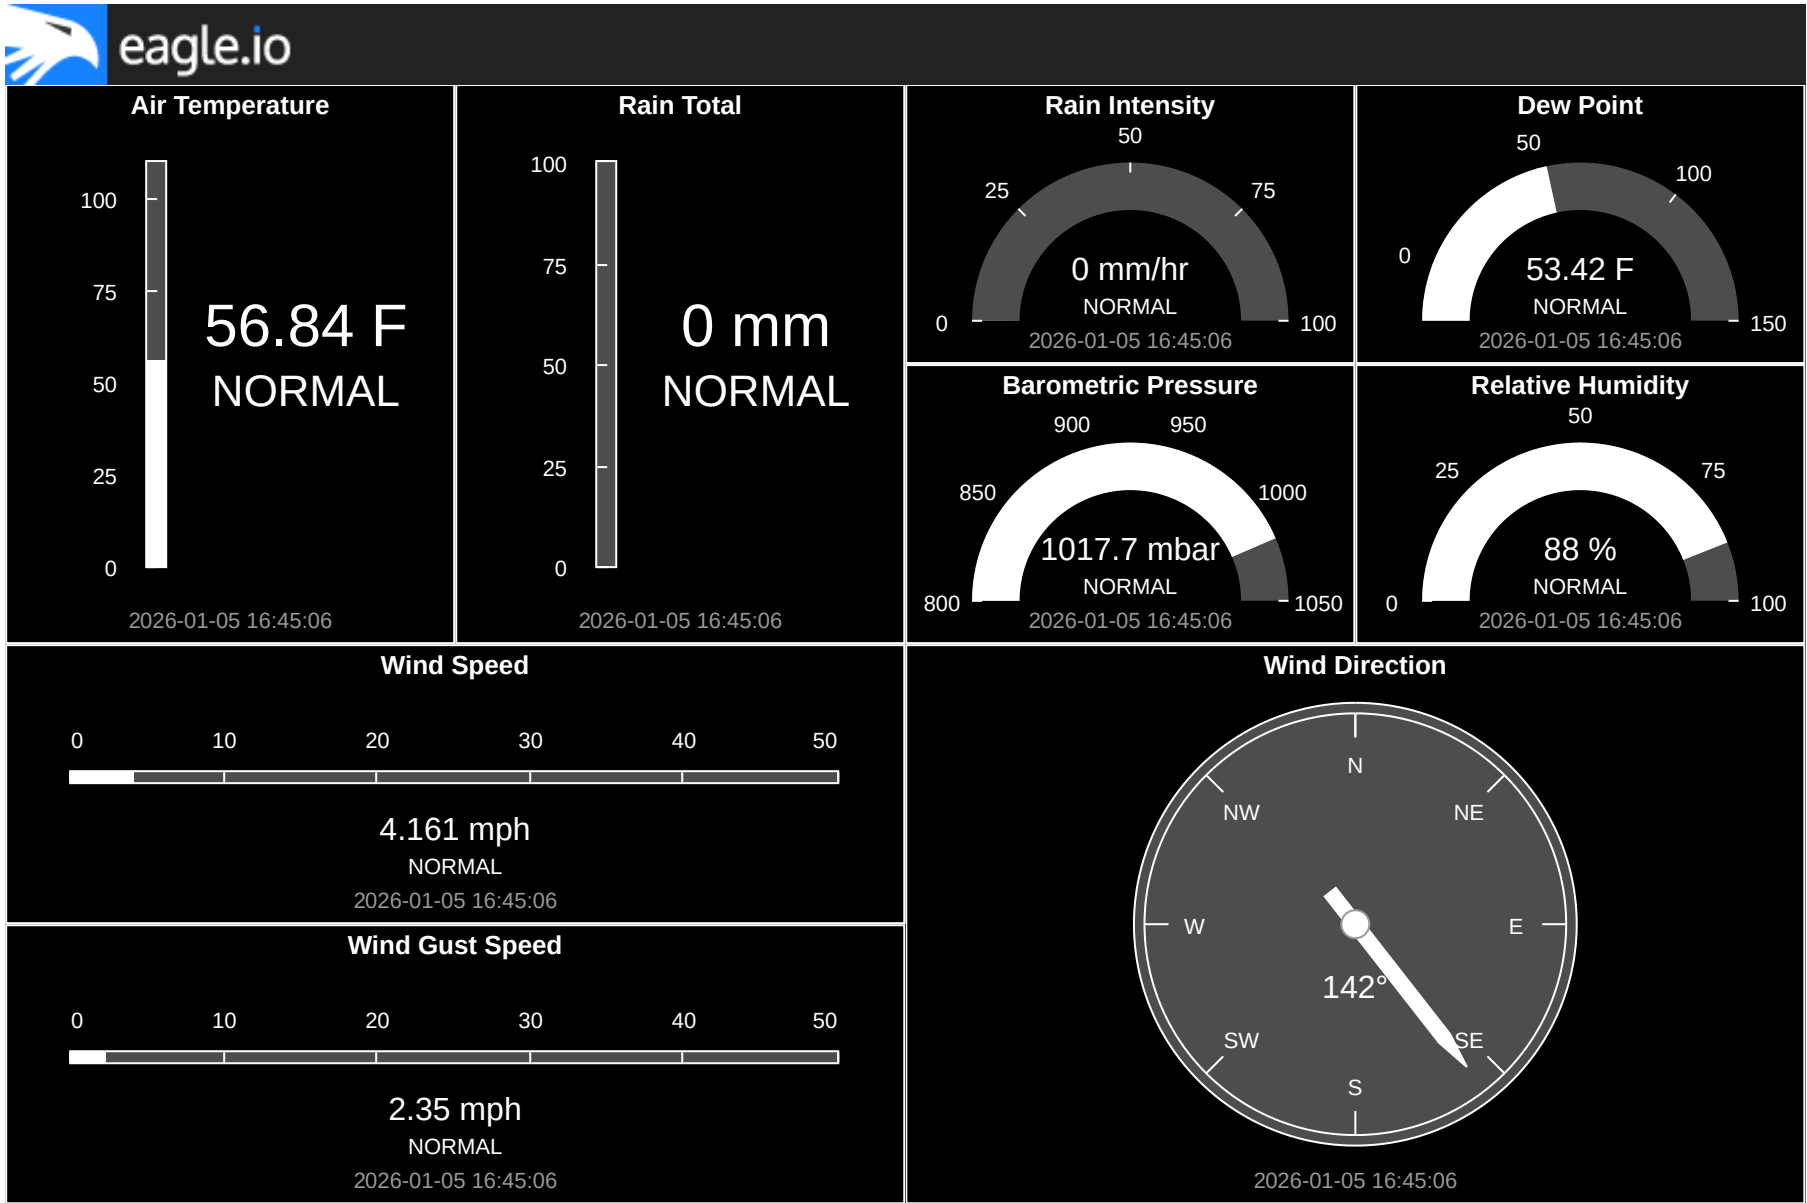 eagle.io
Air Temperature
100
75
50
25
0
56.84 F
NORMAL
2026-01-05 16:45:06
Rain Total
100
75
50
25
0
0 mm
NORMAL
2026-01-05 16:45:06
Rain Intensity
50
25
75
0
100
0 mm/hr
NORMAL
2026-01-05 16:45:06
Dew Point
50
100
0
150
53.42 F
NORMAL
2026-01-05 16:45:06
Barometric Pressure
900
950
850
1000
800
1050
1017.7 mbar
NORMAL
2026-01-05 16:45:06
Relative Humidity
50
25
75
0
100
88 %
NORMAL
2026-01-05 16:45:06
Wind Speed
0 10 20 30 40 50
4.161 mph
NORMAL
2026-01-05 16:45:06
Wind Gust Speed
0 10 20 30 40 50
2.35 mph
NORMAL
2026-01-05 16:45:06
Wind Direction
N
NW NE
W E
142°
SW SE
S
2026-01-05 16:45:06